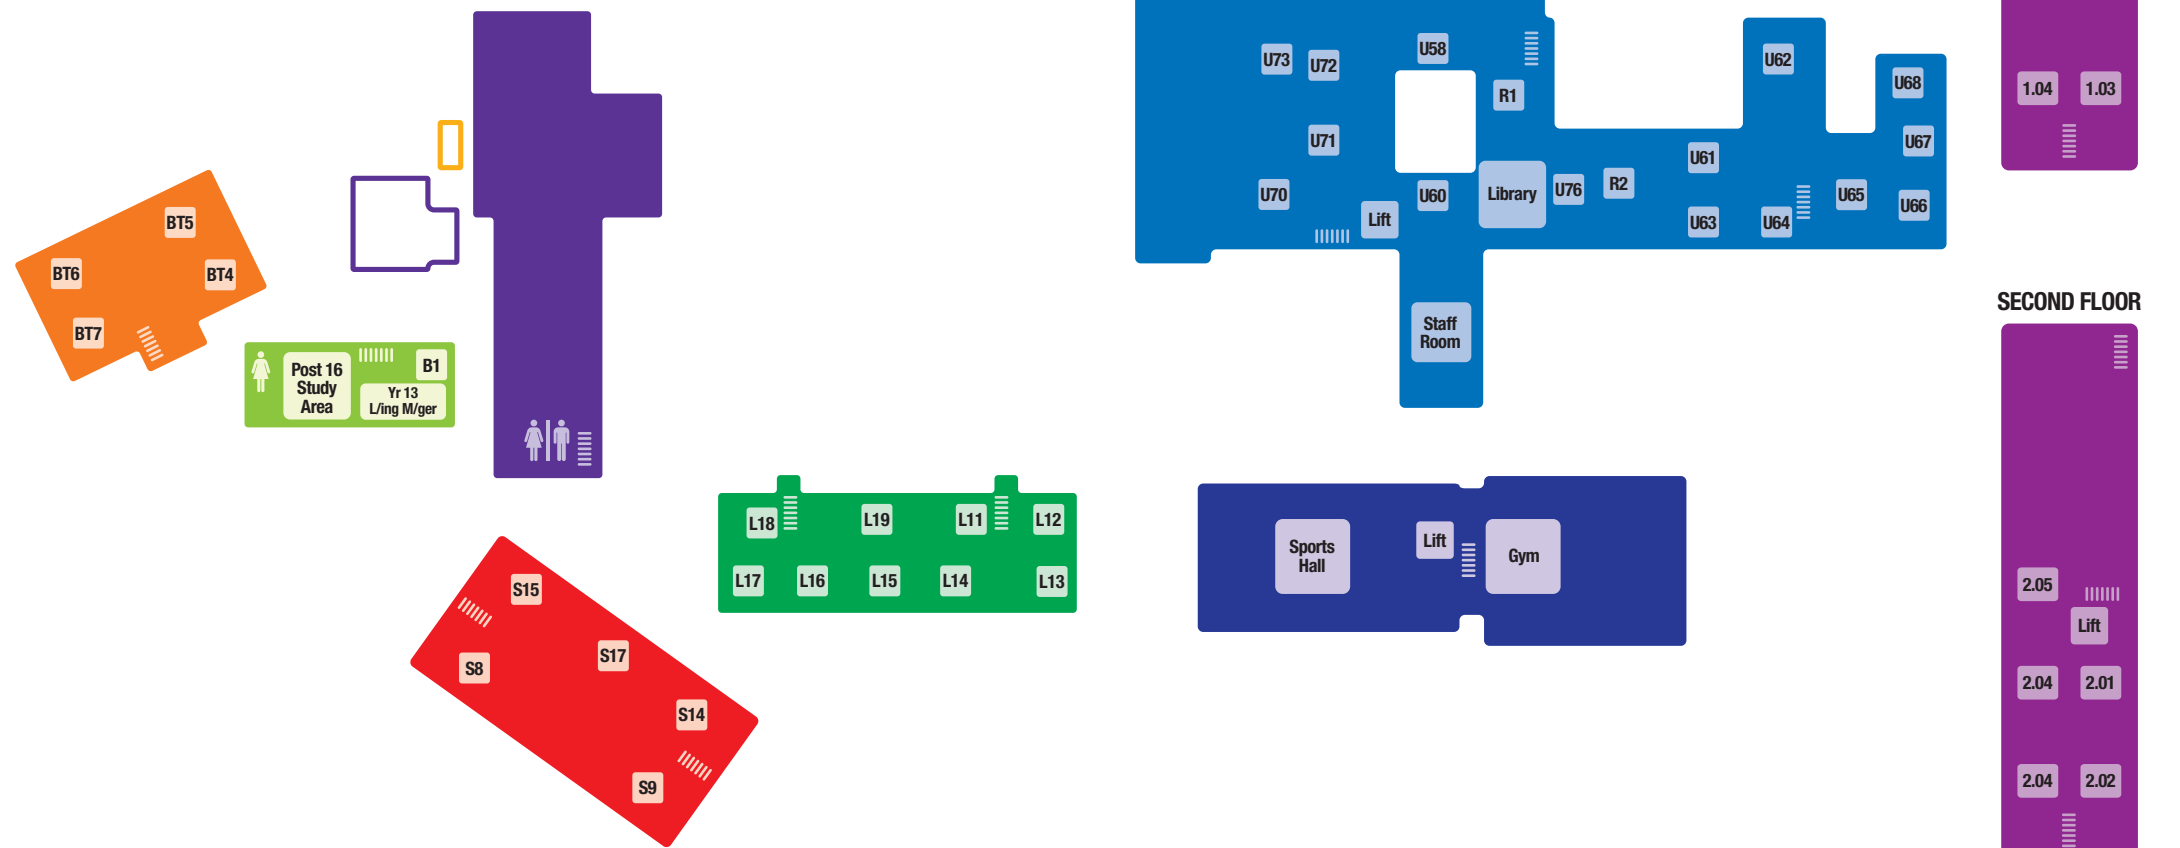 BT5
BT6
BT4
BT7
Post 16
Study
Area
B1
Yr 13
L/ing M/ger
U73
U72
U58
R1
U71
U70
Lift
U60
Library
U76
R2
U61
U62
U63
U64
U65
U68
U67
U66
Staff
Room
1.04
1.03
SECOND FLOOR
2.05
Lift
2.04
2.01
2.04
2.02
L18
L19
L11
L12
L17
L16
L15
L14
L13
Sports
Hall
Lift
Gym
S15
S8
S17
S14
S9